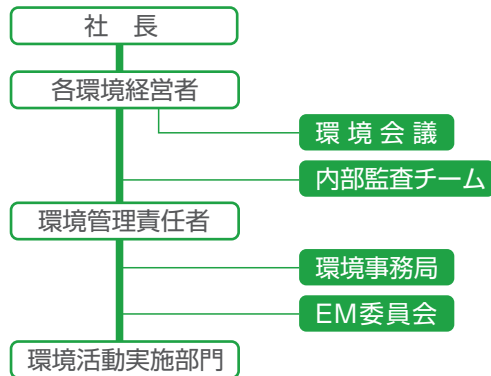 社 長
各環境経営者
環境会議
内部監査チーム
環境管理責任者
環境事務局
EM委員会
環境活動実施部門